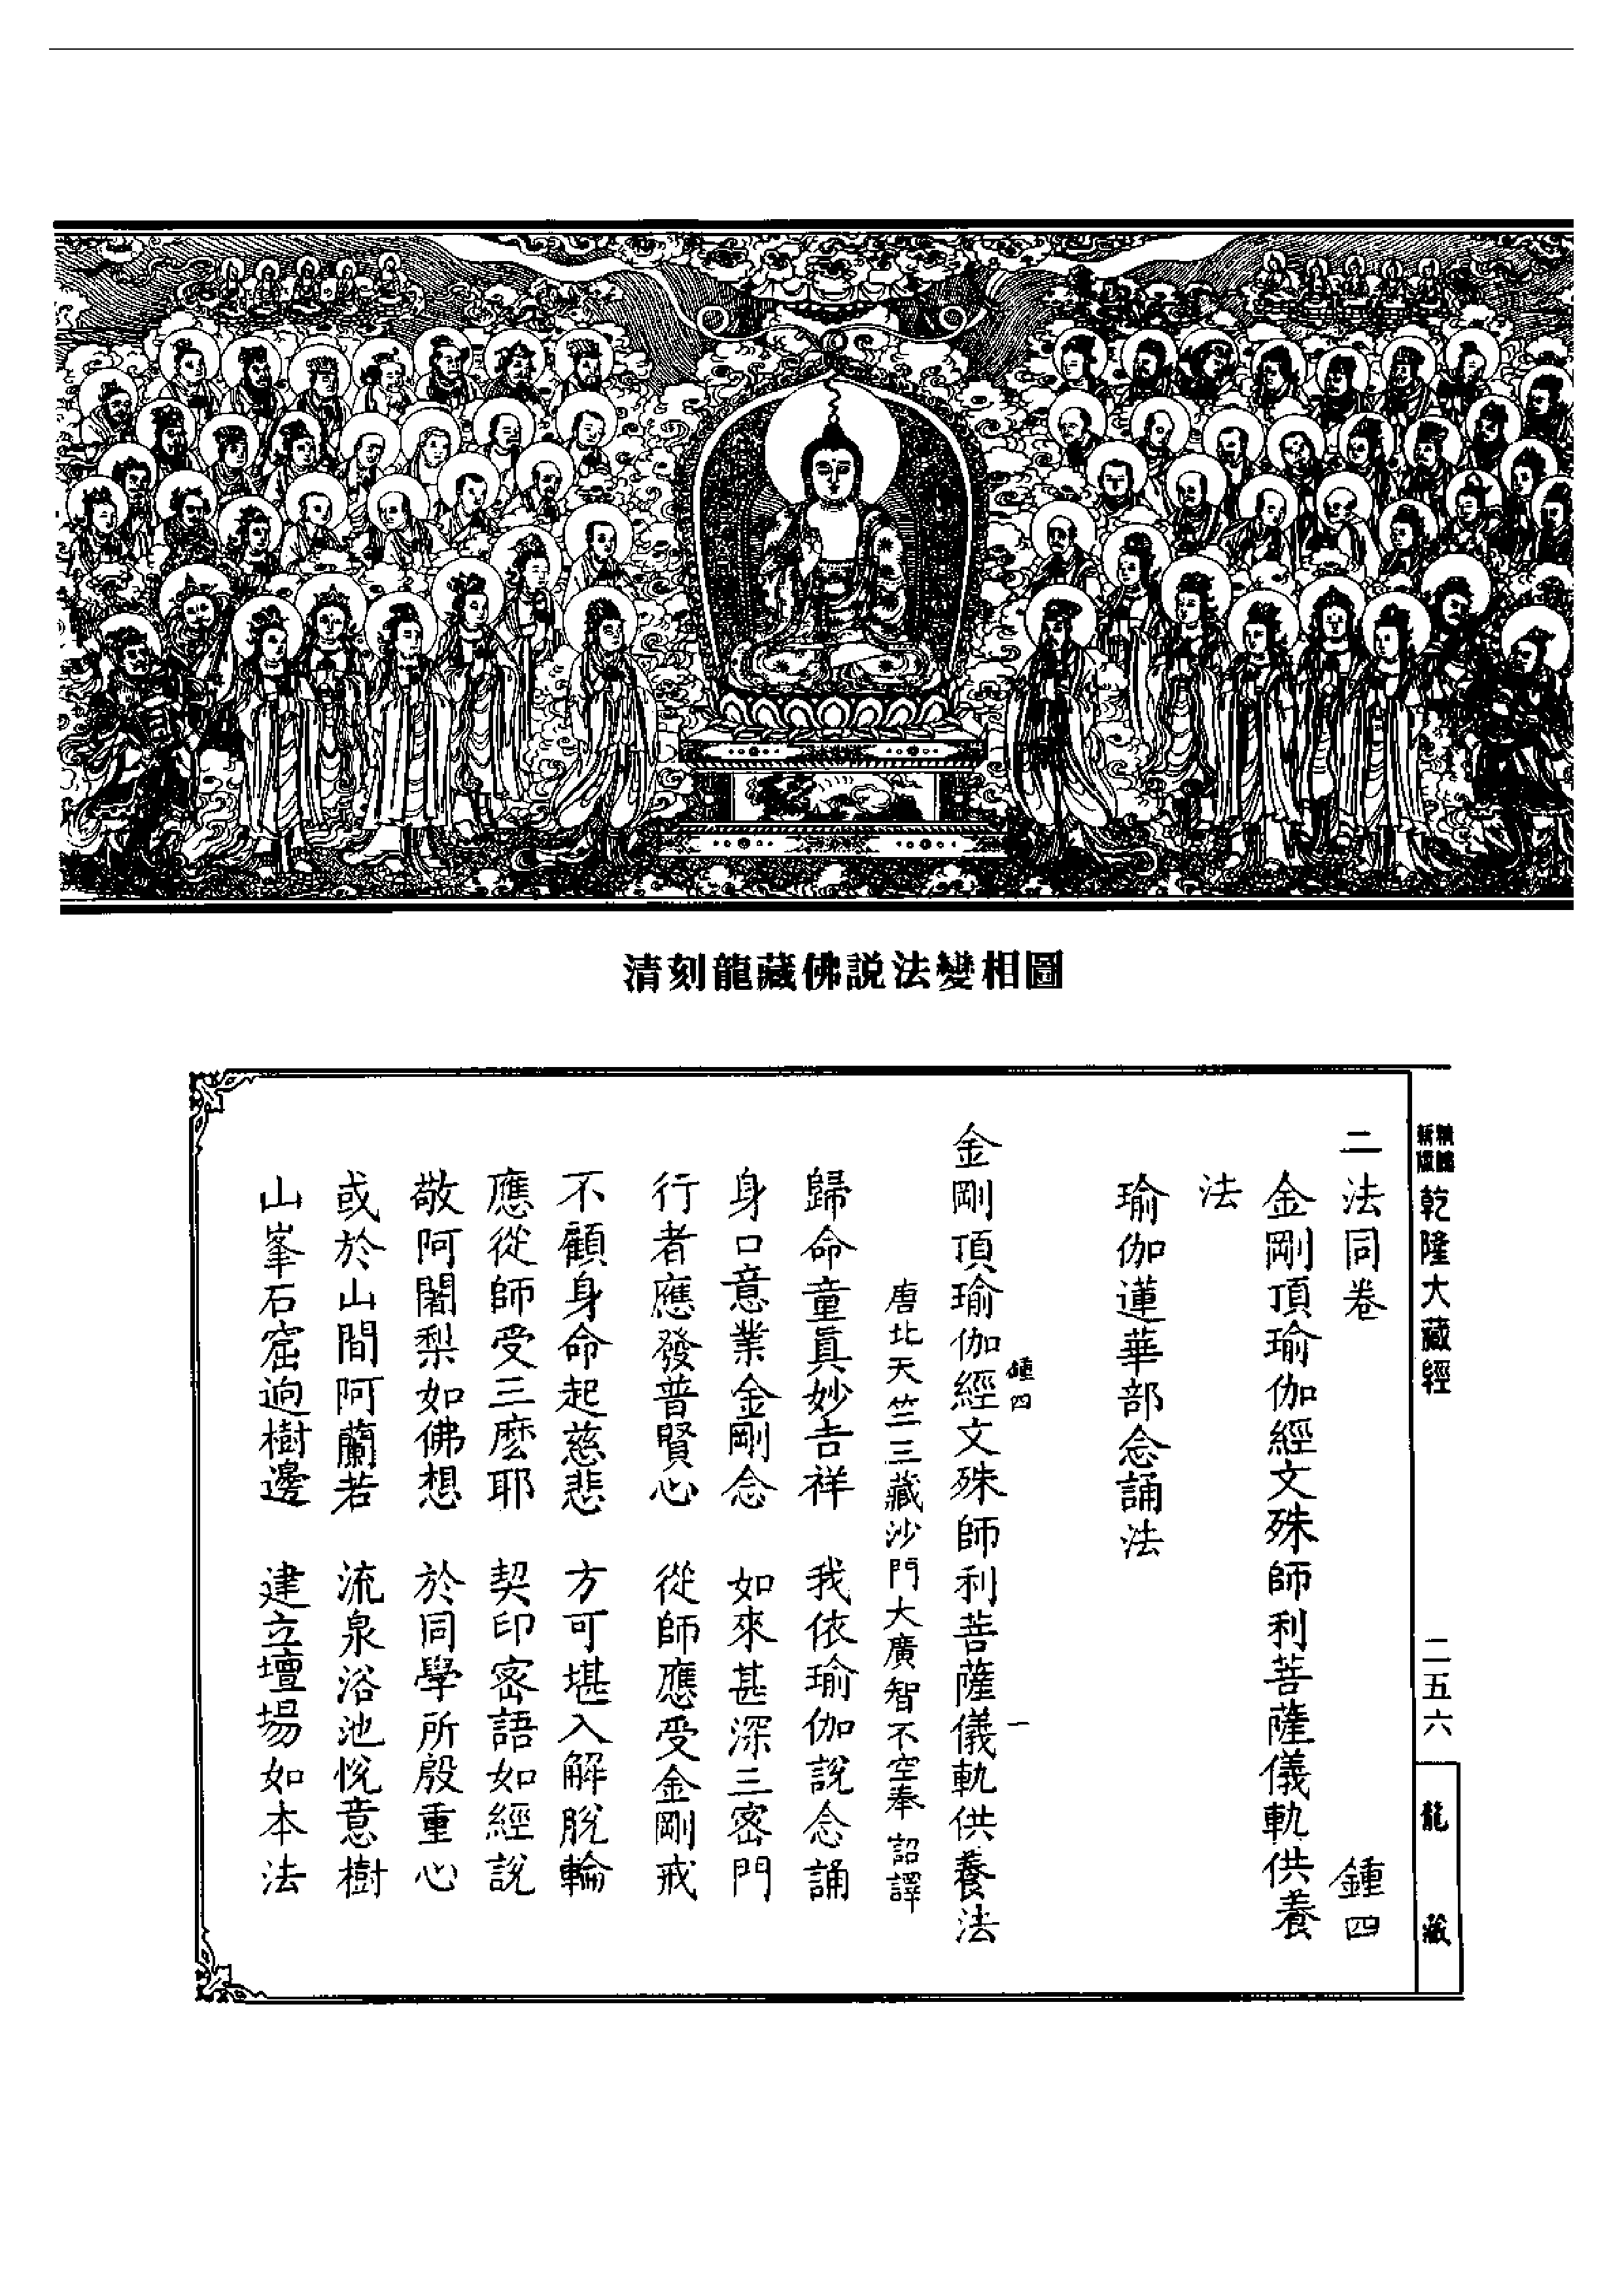 清刻龍藏佛説法變相圖
乾隆大藏經
二五六
龍藏
二法同卷 鍾四
金剛頂瑜伽經文殊師利菩薩儀軌供養
法
瑜伽蓮華部念誦法
鍾四 一
金剛頂瑜伽經文殊師利菩薩儀軌供養法
唐北天竺三藏沙門大廣智不空奉 詔譯
歸命童眞妙吉祥 我依瑜伽説念誦
身口意業金剛念 如來甚深三密門
行者應發普賢心 從師應受金剛戒
不顧身命起慈悲 方可堪入解脫輪
應從師受三麽耶 契印密語如經說
敬阿闍梨如佛想 於同學所殷重心
或於山間阿蘭若 流泉浴池悅意樹
山峯石窟迥樹邊 建立壇場如本法